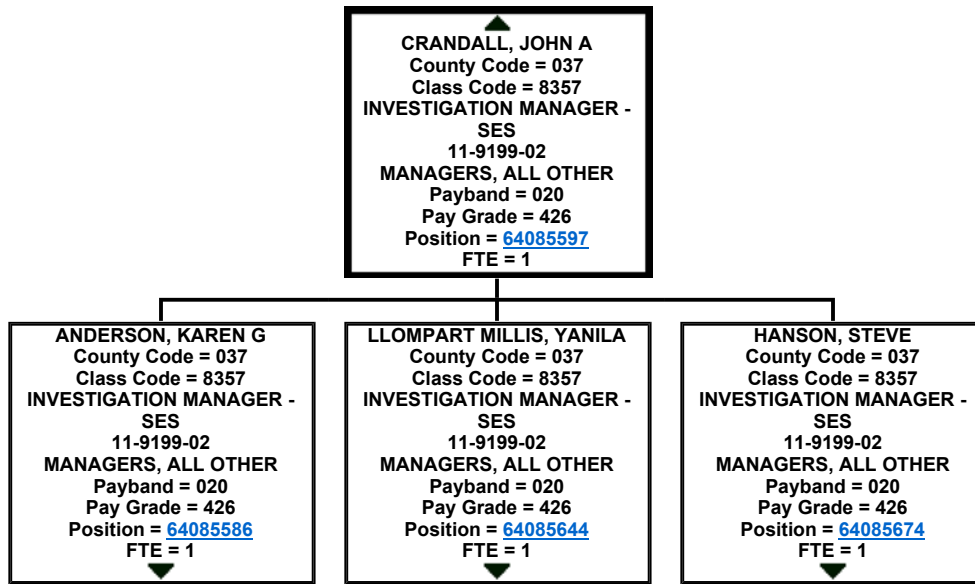 CRANDALL, JOHN A
County Code = 037
Class Code = 8357
INVESTIGATION MANAGER -
SES
11-9199-02
MANAGERS, ALL OTHER
Payband = 020
Pay Grade = 426
Position = 64085597
FTE = 1
ANDERSON, KAREN G
County Code = 037
Class Code = 8357
INVESTIGATION MANAGER -
SES
11-9199-02
MANAGERS, ALL OTHER
Payband = 020
Pay Grade = 426
Position = 64085586
FTE = 1
LLOMPART MILLIS, YANILA
County Code = 037
Class Code = 8357
INVESTIGATION MANAGER -
SES
11-9199-02
MANAGERS, ALL OTHER
Payband = 020
Pay Grade = 426
Position = 64085644
FTE = 1
HANSON, STEVE
County Code = 037
Class Code = 8357
INVESTIGATION MANAGER -
SES
11-9199-02
MANAGERS, ALL OTHER
Payband = 020
Pay Grade = 426
Position = 64085674
FTE = 1